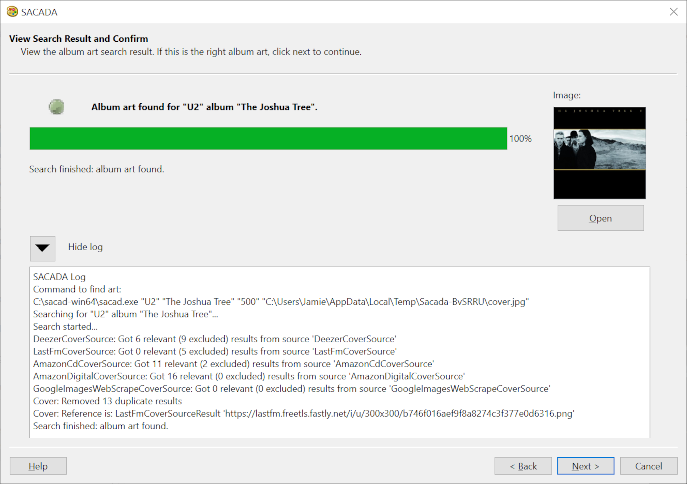 SACADA
View Search Result and Confirm
View the album art search result. If this is the right album art, click next to continue.
Image:
Album art found for "U2" album "The Joshua Tree".
100%
Search finished: album art found.
Open
Hide log
SACADA Log
Command to find art:
C:\sacad_win64\sacad.exe "U2" "The Joshua Tree" "500" "C:\Users\Jamie\AppData\Local\Temp\Sacada-BvSRRU\cover.jpg"
Searching for "U2" album "The Joshua Tree"...
Search started...
DeezerCoverSource: Got 6 relevant (9 excluded) results from source 'DeezerCoverSource'
LastFmCoverSource: Got 0 relevant (5 excluded) results from source 'LastFmCoverSource'
AmazonCdCoverSource: Got 11 relevant (2 excluded) results from source 'AmazonCdCoverSource'
AmazonDigitalCoverSource: Got 16 relevant (0 excluded) results from source 'AmazonDigitalCoverSource'
GoogleImagesWebScrapeCoverSource: Got 0 relevant (0 excluded) results from source 'GoogleImagesWebScrapeCoverSource'
Cover: Removed 13 duplicate results
Cover: Reference is: LastFmCoverSourceResult 'https://lastfm.freetls.fastly.net/i/u/300x300/b746f016aef9f8a8274c3f377e0d6316.png'
Search finished: album art found.
Help
< Back
Next >
Cancel